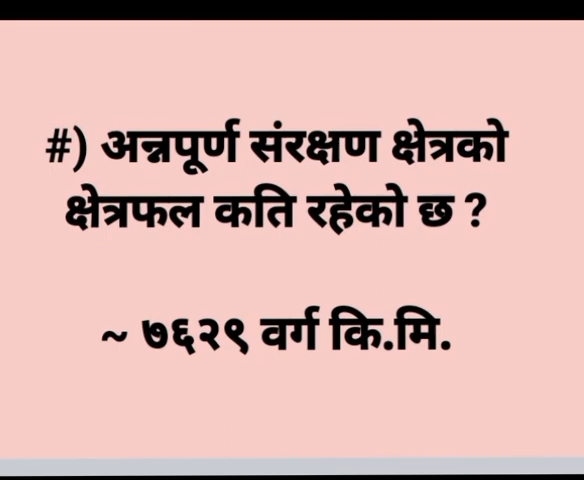 #) अन्नपूर्ण संरक्षण क्षेत्रको
क्षेत्रफल कति रहेको छ ?
~ ७६२९ वर्ग कि.मि.